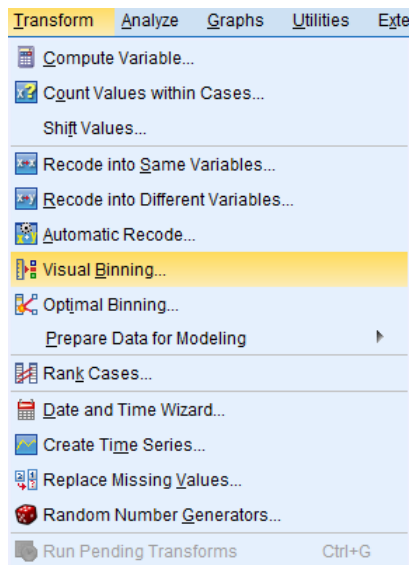 Transform Analyze Graphs Utilities Exte
Compute Variable...
Count Values within Cases...
Shift Values...
Recode into Same Variables...
Recode into Different Variables...
Automatic Recode...
Visual Binning...
Optimal Binning...
Prepare Data for Modeling
Rank Cases...
Date and Time Wizard...
Create Time Series...
Replace Missing Values...
Random Number Generators...
Run Pending Transforms Ctrl+G